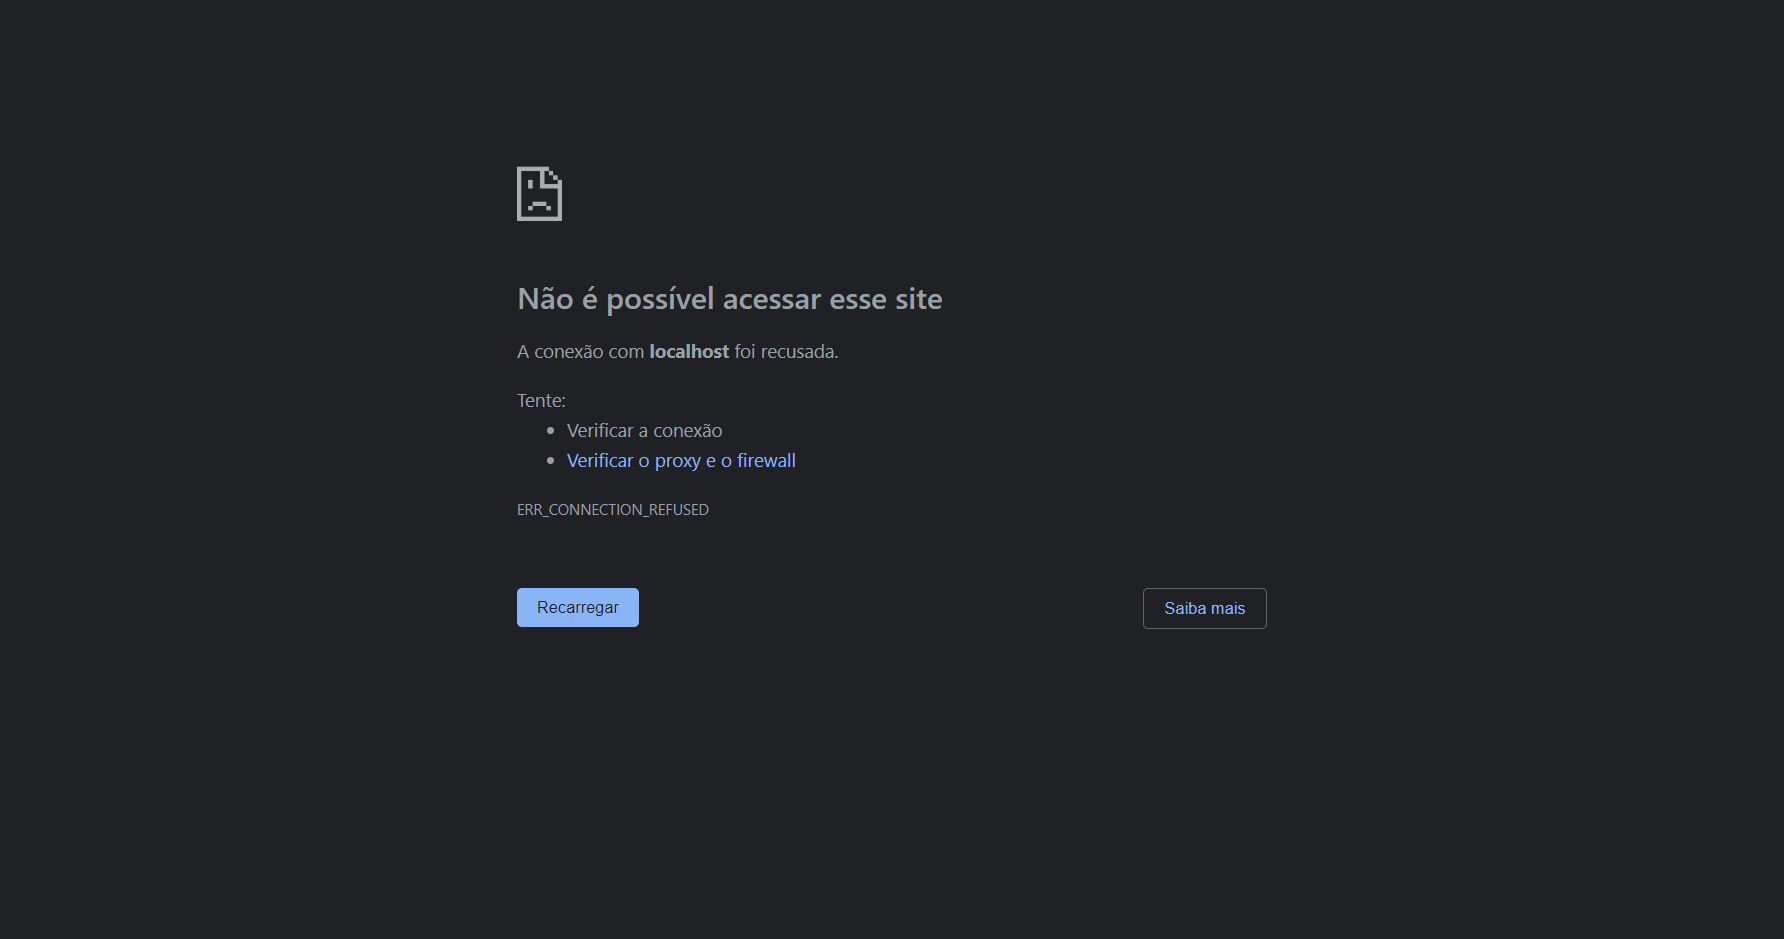 Não é possível acessar esse site
A conexão com localhost foi recusada.
Tente:
Verificar a conexão
Verificar o proxy e o firewall
ERR_CONNECTION_REFUSED
Recarregar
Saiba mais